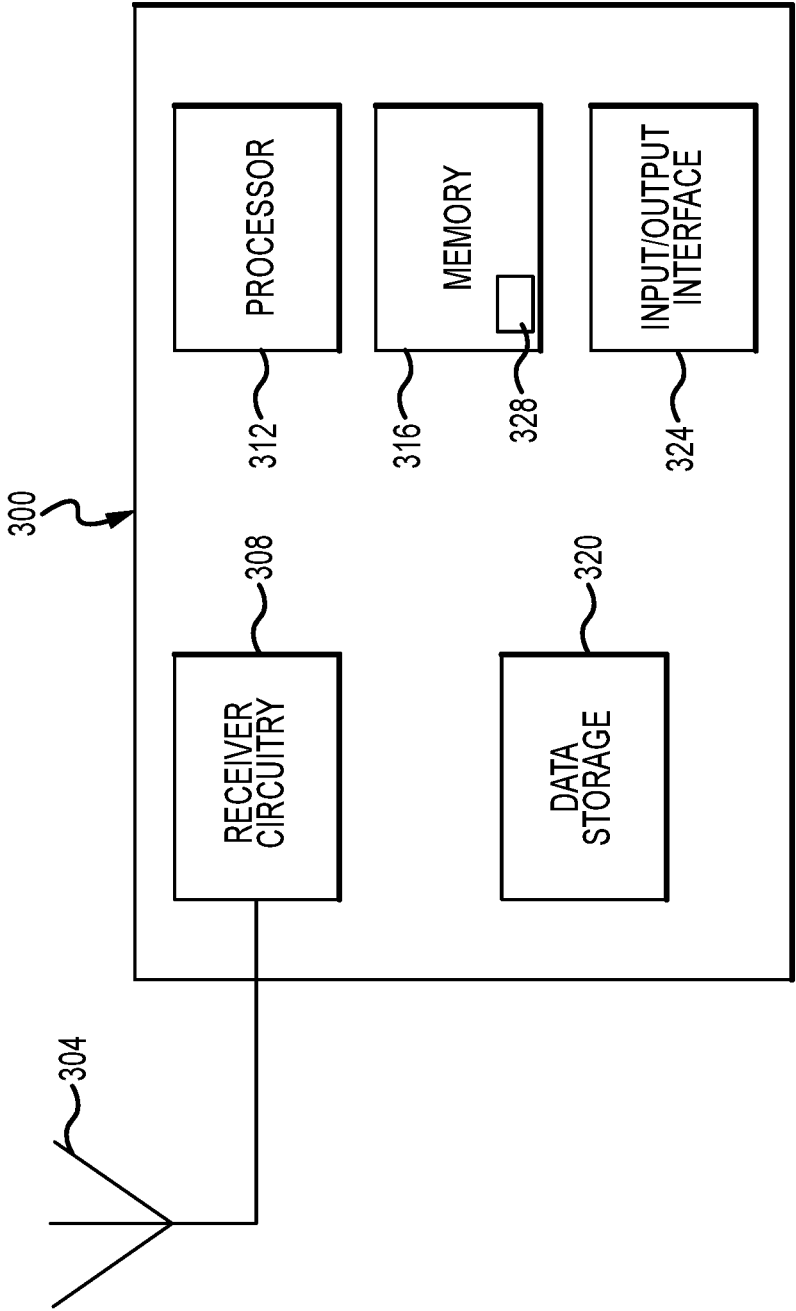 300
304
RECEIVER
CIRCUITRY
308
312
PROCESSOR
316
MEMORY
328
DATA
STORAGE
320
324
INPUT/OUTPUT
INTERFACE